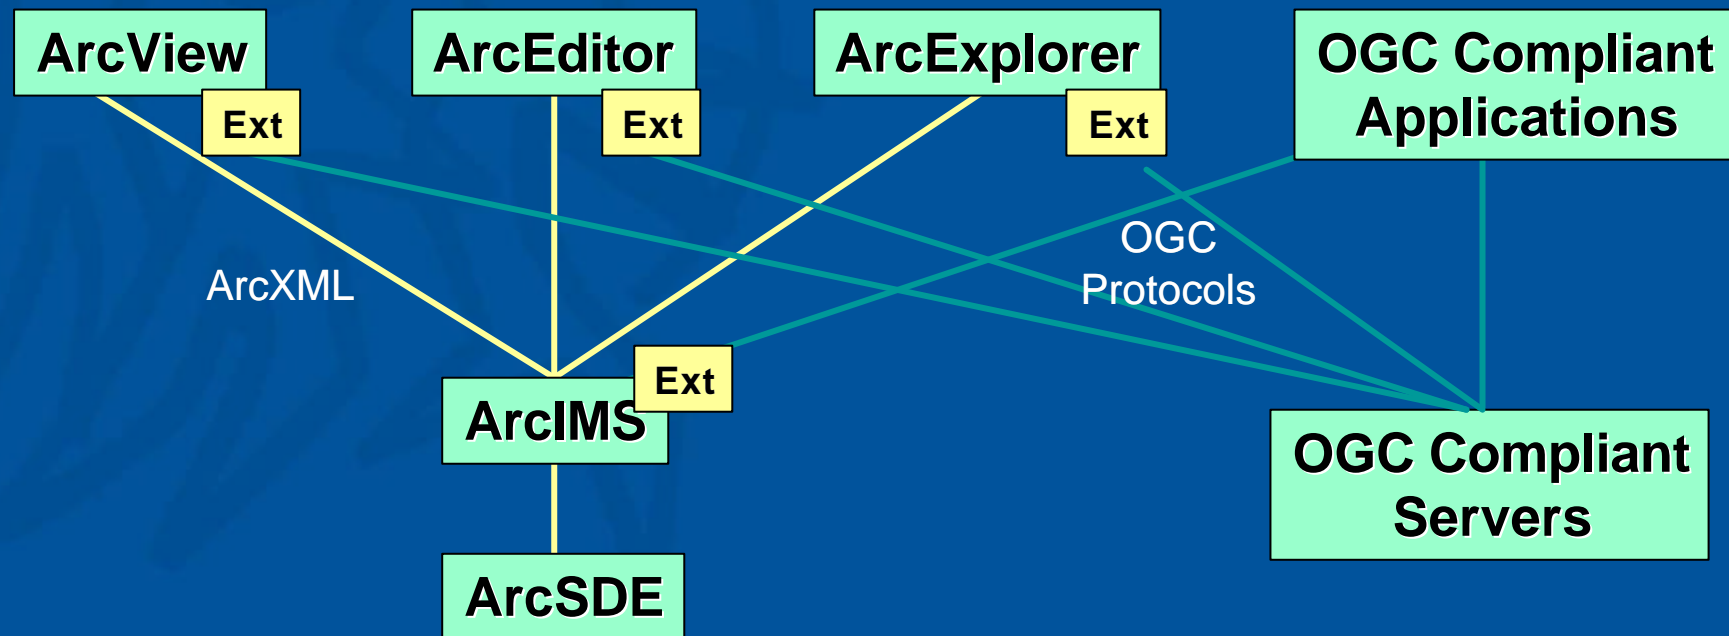 ArcView
ArcEditor
ArcExplorer
OGC Compliant
Applications
Ext
Ext
Ext
OGC
Protocols
ArcXML
Ext
ArcIMS
OGC Compliant
Servers
ArcSDE